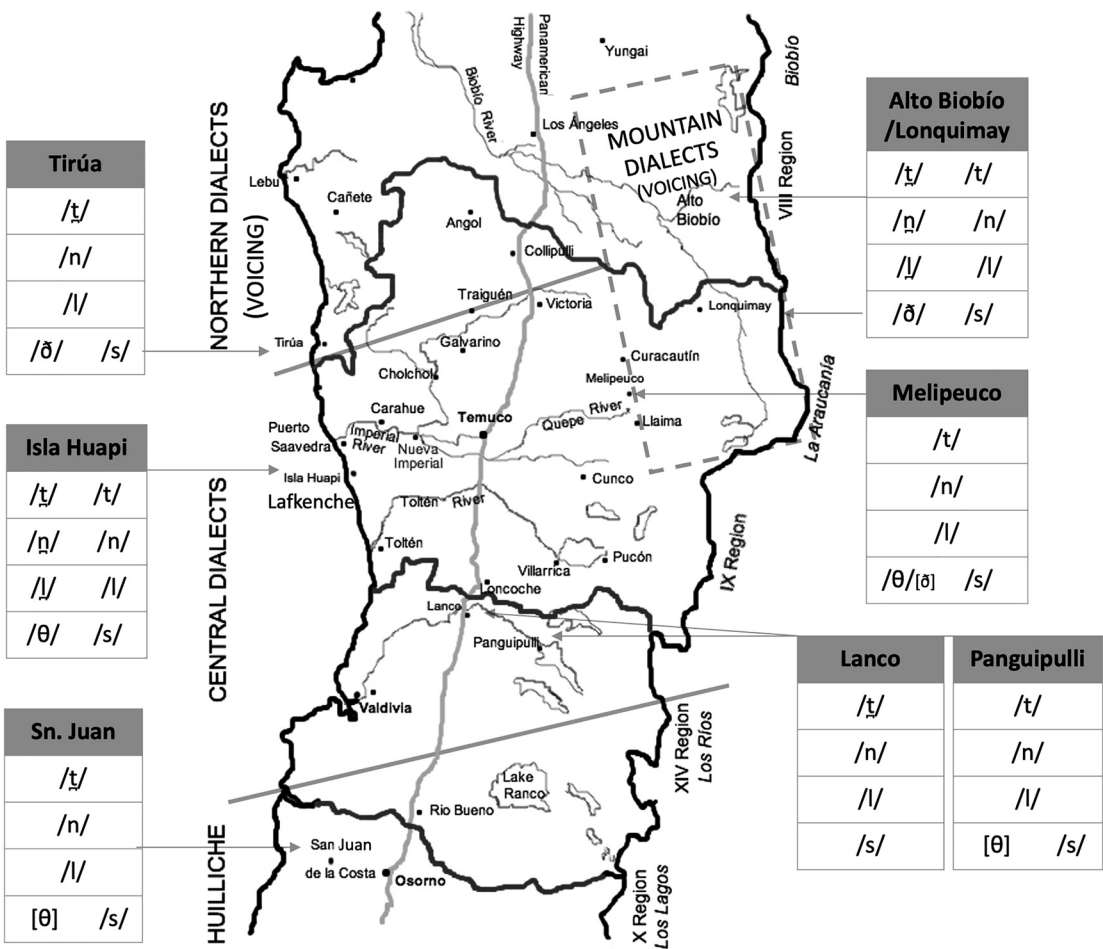 Tirúa
/t̪/
/n/
/l/
/ð/ /s/
Isla Huapi
/t̪/ /t/
/n̪/ /n/
/l̪/ /l/
/θ/ /s/
Sn. Juan
/t̪/
/n/
/l/
[θ] /s/
NORTHERN DIALECTS
(VOICING)
CENTRAL DIALECTS
HUILLICHE
Panamerican
Highway
Yungai
Biobío
River
Los Ángeles
MOUNTAIN
DIALECTS
(VOICING)
Alto
Biobío
Lebu
Cañete
Angol
Collipulli
Traiguén
Victoria
Lonquimay
Tirúa
Galvarino
Curacautín
Cholchol
Melipeuco
Carahue
Temuco
Quepe River
Llaima
Puerto
Saavedra
Imperial
River
Nueva
Imperial
Isla Huapi
Lafkenche
Cunco
Toltén River
Toltén
Villarrica
Pucón
Loncoche
Lanco
Panguipulli
Valdivia
Lake
Ranco
Rio Bueno
San Juan
de la Costa
Osorno
Biobío
VIII Region
La Araucanía
IX Region
XIV Region
Los Ríos
X Region
Los Lagos
Alto Biobío
/Lonquimay
/t̪/ /t/
/n̪/ /n/
/l̪/ /l/
/ð/ /s/
Melipeuco
/t/
/n/
/l/
/θ/[ð] /s/
Lanco
/t̪/
/n/
/l/
/s/
Panguipulli
/t/
/n/
/l/
[θ] /s/